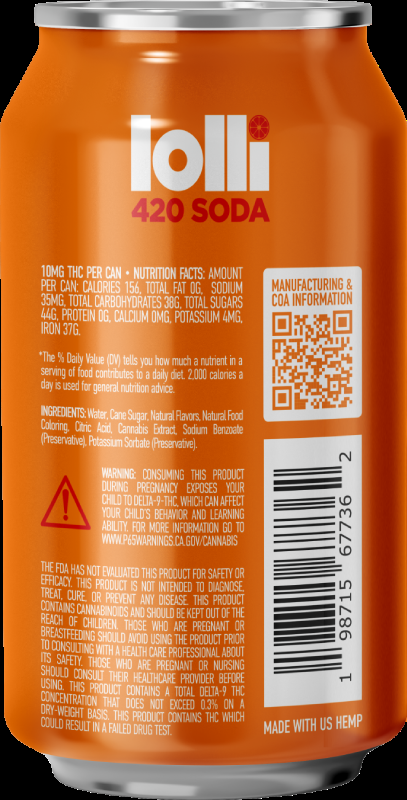 lolli
420 SODA
10MG THC PER CAN • NUTRITION FACTS: AMOUNT
PER CAN: CALORIES 156, TOTAL FAT 0G, SODIUM
35MG, TOTAL CARBOHYDRATES 38G, TOTAL SUGARS
44G, PROTEIN 0G, CALCIUM 0MG, POTASSIUM 4MG,
IRON 37G.
*The % Daily Value (DV) tells you how much a nutrient in a
serving of food contributes to a daily diet. 2,000 calories a
day is used for general nutrition advice.
INGREDIENTS: Water, Cane Sugar, Natural Flavors, Natural Food
Coloring, Citric Acid, Cannabis Extract, Sodium Benzoate
(Preservative), Potassium Sorbate (Preservative).
WARNING: CONSUMING THIS PRODUCT
DURING PREGNANCY EXPOSES YOUR
CHILD TO DELTA-9-THC, WHICH CAN AFFECT
YOUR CHILD'S BEHAVIOR AND LEARNING
ABILITY. FOR MORE INFORMATION GO TO
WWW.P65WARNINGS.CA.GOV/CANNABIS
THE FDA HAS NOT EVALUATED THIS PRODUCT FOR SAFETY OR
EFFICACY. THIS PRODUCT IS NOT INTENDED TO DIAGNOSE,
TREAT, CURE, OR PREVENT ANY DISEASE. THIS PRODUCT
CONTAINS CANNABINOIDS AND SHOULD BE KEPT OUT OF THE
REACH OF CHILDREN. THOSE WHO ARE PREGNANT OR
BREASTFEEDING SHOULD AVOID USING THE PRODUCT PRIOR
TO CONSULTING WITH A HEALTH CARE PROFESSIONAL ABOUT
ITS SAFETY. THOSE WHO ARE PREGNANT OR NURSING
SHOULD CONSULT THEIR HEALTHCARE PROVIDER BEFORE
USING. THIS PRODUCT CONTAINS A TOTAL DELTA-9 THC
CONCENTRATION THAT DOES NOT EXCEED 0.3% ON A
DRY-WEIGHT BASIS. THIS PRODUCT CONTAINS THC WHICH
COULD RESULT IN A FAILED DRUG TEST.
MANUFACTURING &
COA INFORMATION
1 98715 67736 2
MADE WITH US HEMP